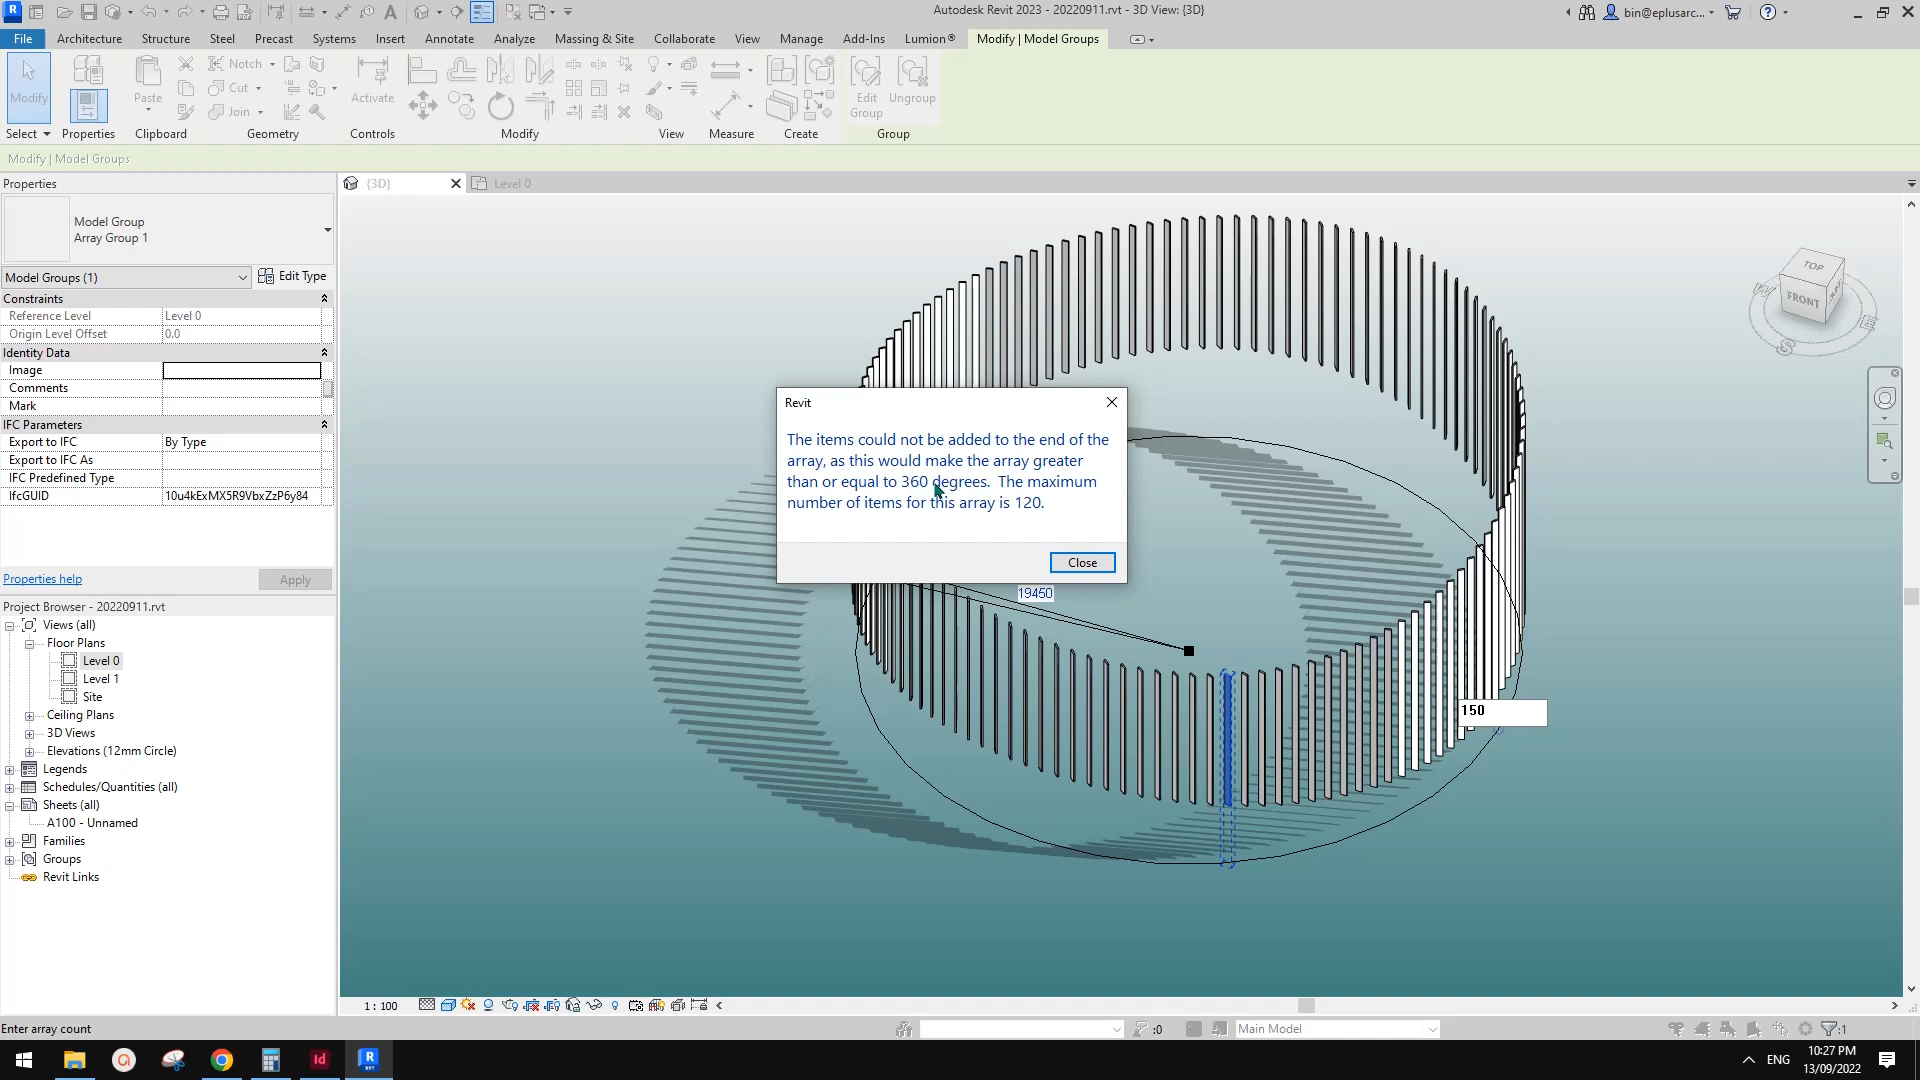 Autodesk Revit 2023 - 20220911.rvt - 3D View: {3D}
bin@eplusarc...
File
Architecture
Structure
Steel
Precast
Systems
Insert
Annotate
Analyze
Massing & Site
Collaborate
View
Manage
Add-Ins
Lumion®
Modify | Model Groups
Modify
Paste
Notch
Cut
Join
Activate
Edit
Group
Ungroup
Select
Properties
Clipboard
Geometry
Controls
Modify
View
Measure
Create
Group
Modify | Model Groups
Properties
{3D}
Level 0
Model Group
Array Group 1
Model Groups (1)
Edit Type
Constraints
Reference Level
Level 0
Origin Level Offset
0.0
Identity Data
Image
Comments
Mark
IFC Parameters
Export to IFC
By Type
Export to IFC As
IFC Predefined Type
IfcGUID
10u4kExMX5R9VbxZzP6y84
Properties help
Apply
Project Browser - 20220911.rvt
Views (all)
Floor Plans
Level 0
Level 1
Site
Ceiling Plans
3D Views
Elevations (12mm Circle)
Legends
Schedules/Quantities (all)
Sheets (all)
A100 - Unnamed
Families
Groups
Revit Links
Revit
The items could not be added to the end of the
array, as this would make the array greater
than or equal to 360 degrees. The maximum
number of items for this array is 120.
Close
19450
150
TOP
FRONT
W
S
E
1 : 100
Enter array count
:0
Main Model
:1
ENG
10:27 PM
13/09/2022